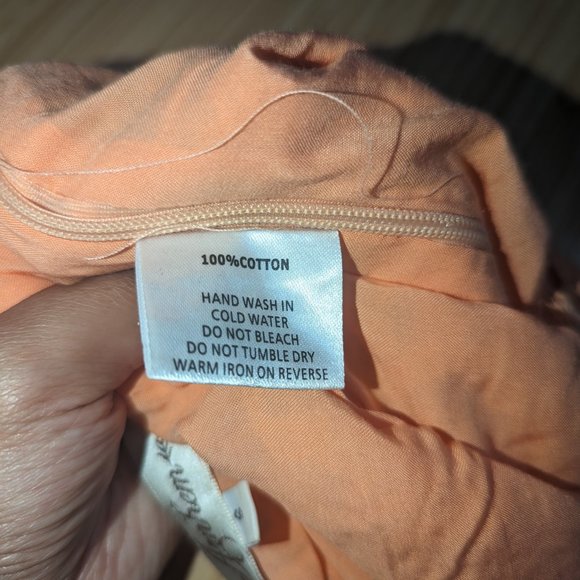 100%COTTON
HAND WASH IN
COLD WATER
DO NOT BLEACH
DO NOT TUMBLE DRY
WARM IRON ON REVERSE